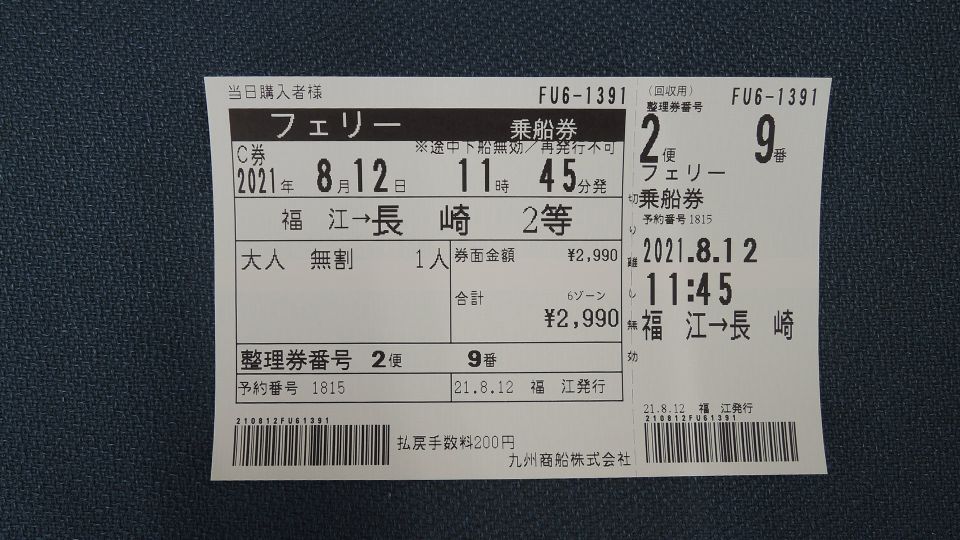 当日購入者様 FU6-1391
フェリー 乗船券
C券 ※途中下船無効/再発行不可
2021年 8月12日 11時 45分発
福 江→長 崎 2等
大人 無割 1人
券面金額 ¥2,990
合計 6ゾーン
¥2,990
整理券番号 2便 9番
予約番号 1815
21.8.12 福 江発行
210812FU61391
払戻手数料200円
九州商船株式会社
切り離し無効
(回収用) FU6-1391
整理券番号
2便 9番
フェリー
乗船券
予約番号1815
2021.8.12
11:45
福 江→長 崎
21.8.12 福 江発行
210812FU61391